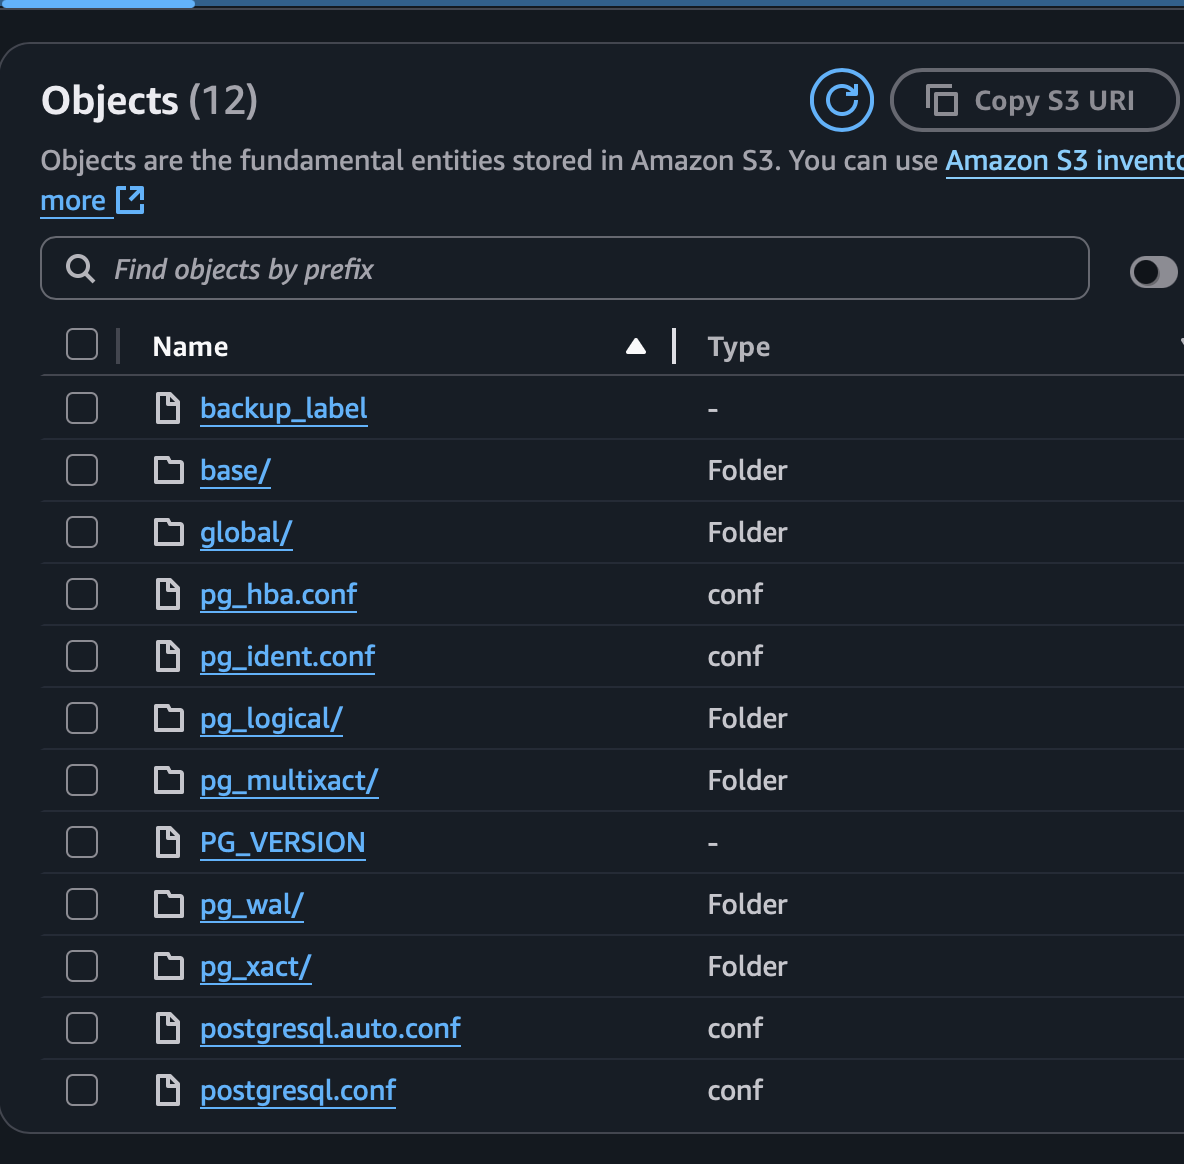 Objects (12)
Copy S3 URI
Objects are the fundamental entities stored in Amazon S3. You can use Amazon S3 invento
more
Find objects by prefix
Name Type
backup_label -
base/ Folder
global/ Folder
pg_hba.conf conf
pg_ident.conf conf
pg_logical/ Folder
pg_multixact/ Folder
PG_VERSION -
pg_wal/ Folder
pg_xact/ Folder
postgresql.auto.conf conf
postgresql.conf conf